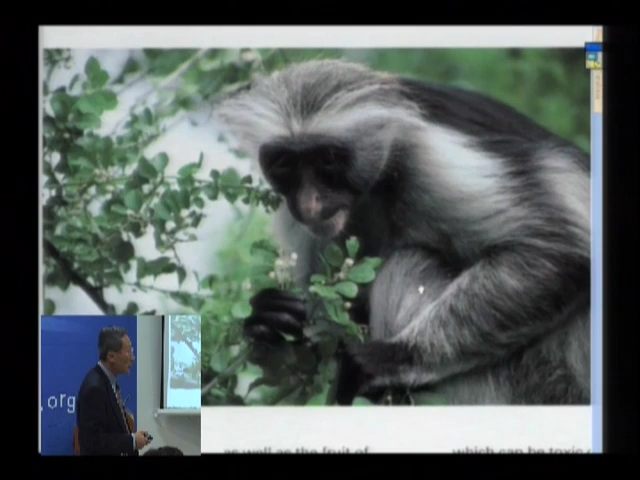 .org
as well as the fruit of
which can be toxic